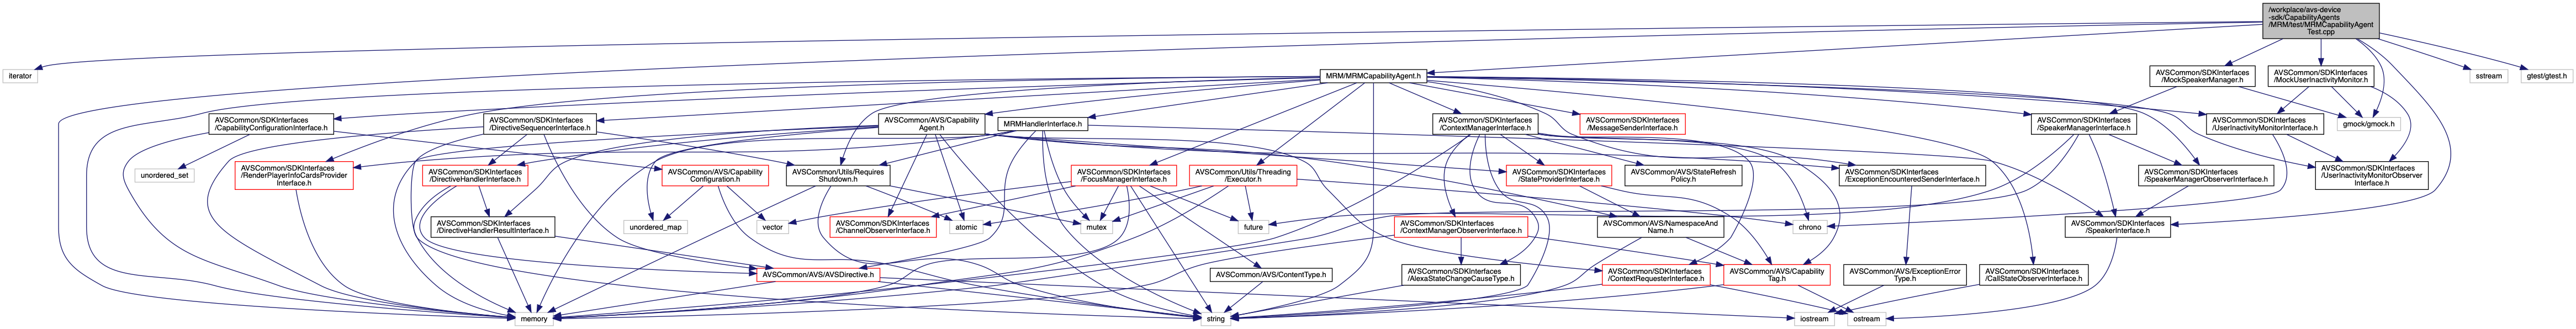 /workplace/avs-device
-sdk/CapabilityAgents
/MRM/test/MRMCapabilityAgent
Test.cpp
iterator
MRM/MRMCapabilityAgent.h
AVSCommon/SDKInterfaces
/MockSpeakerManager.h
AVSCommon/SDKInterfaces
/MockUserInactivityMonitor.h
sstream
gtest/gtest.h
AVSCommon/SDKInterfaces
/CapabilityConfigurationInterface.h
AVSCommon/SDKInterfaces
/DirectiveSequencerInterface.h
AVSCommon/AVS/Capability
Agent.h
MRMHandlerInterface.h
AVSCommon/SDKInterfaces
/ContextManagerInterface.h
AVSCommon/SDKInterfaces
/MessageSenderInterface.h
AVSCommon/SDKInterfaces
/SpeakerManagerInterface.h
AVSCommon/SDKInterfaces
/UserInactivityMonitorInterface.h
gmock/gmock.h
unordered_set
AVSCommon/SDKInterfaces
/RenderPlayerInfoCardsProvider
Interface.h
AVSCommon/SDKInterfaces
/DirectiveHandlerInterface.h
AVSCommon/AVS/Capability
Configuration.h
AVSCommon/Utils/Requires
Shutdown.h
AVSCommon/SDKInterfaces
/FocusManagerInterface.h
AVSCommon/Utils/Threading
/Executor.h
AVSCommon/SDKInterfaces
/StateProviderInterface.h
AVSCommon/AVS/StateRefresh
Policy.h
AVSCommon/SDKInterfaces
/ExceptionEncounteredSenderInterface.h
AVSCommon/SDKInterfaces
/SpeakerManagerObserverInterface.h
AVSCommon/SDKInterfaces
/UserInactivityMonitorObserver
Interface.h
AVSCommon/SDKInterfaces
/DirectiveHandlerResultInterface.h
unordered_map
vector
AVSCommon/SDKInterfaces
/ChannelObserverInterface.h
atomic
mutex
future
AVSCommon/SDKInterfaces
/ContextManagerObserverInterface.h
AVSCommon/AVS/NamespaceAnd
Name.h
chrono
AVSCommon/SDKInterfaces
/SpeakerInterface.h
AVSCommon/AVS/AVSDirective.h
AVSCommon/AVS/ContentType.h
AVSCommon/SDKInterfaces
/AlexaStateChangeCauseType.h
AVSCommon/SDKInterfaces
/ContextRequesterInterface.h
AVSCommon/AVS/Capability
Tag.h
AVSCommon/AVS/ExceptionError
Type.h
AVSCommon/SDKInterfaces
/CallStateObserverInterface.h
memory
string
iostream
ostream